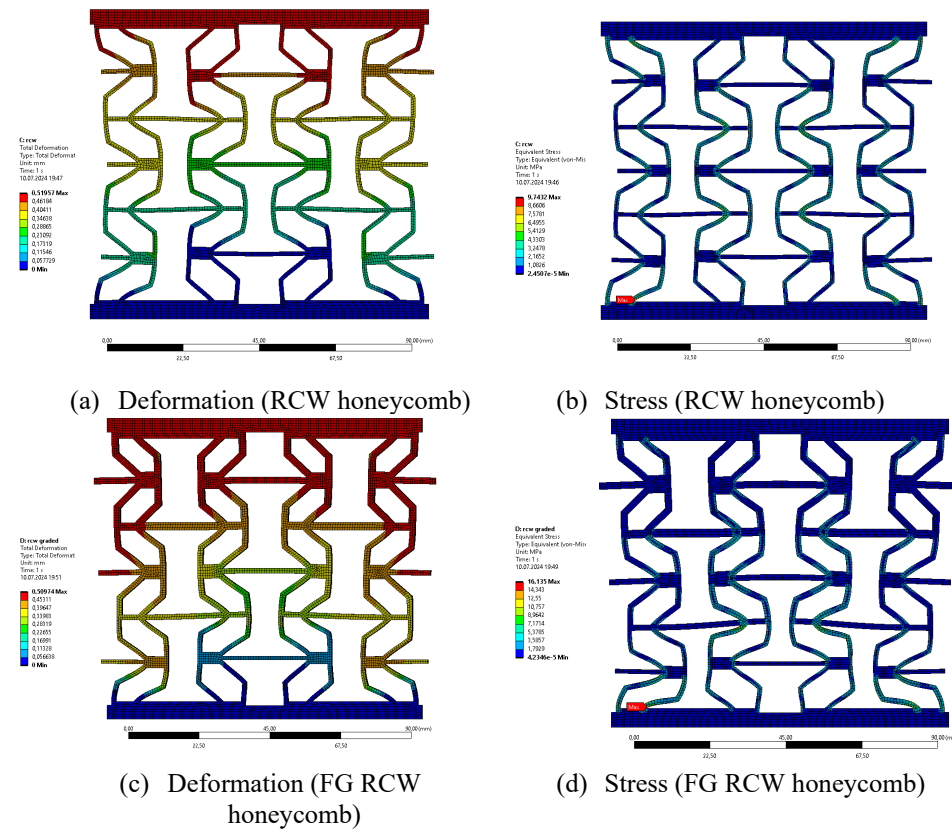 C: rcw
Total Deformation
Type: Total Deformat
Unit: mm
Time: 1 s
10.07.2024 19:47
0,51957 Max
0,46184
0,40411
0,34638
0,28865
0,23092
0,17319
0,11546
0,057729
0 Min
0,00
45,00
90,00 (mm)
22,50
67,50
C: rcw
Equivalent Stress
Type: Equivalent (von-Mis
Unit: MPa
Time: 1 s
10.07.2024 19:46
9,7432 Max
8,6606
7,5781
6,4955
5,4129
4,3303
3,2478
2,1652
1,0826
2,4507e-5 Min
Max
0,00
45,00
90,00 (mm)
22,50
67,50
(a) Deformation (RCW honeycomb)
(b) Stress (RCW honeycomb)
D: rcw graded
Total Deformation
Type: Total Deformat
Unit: mm
Time: 1 s
10.07.2024 19:51
0,50974 Max
0,45311
0,39647
0,33983
0,28319
0,22655
0,16991
0,11328
0,056638
0 Min
0,00
45,00
90,00 (mm)
22,50
67,50
D: rcw graded
Equivalent Stress
Type: Equivalent (von-Mis
Unit: MPa
Time: 1 s
10.07.2024 19:49
16,135 Max
14,343
12,55
10,757
8,9642
7,1714
5,3785
3,5857
1,7929
4,2346e-5 Min
Max
0,00
45,00
90,00 (mm)
22,50
67,50
(c) Deformation (FG RCW
honeycomb)
(d) Stress (FG RCW honeycomb)